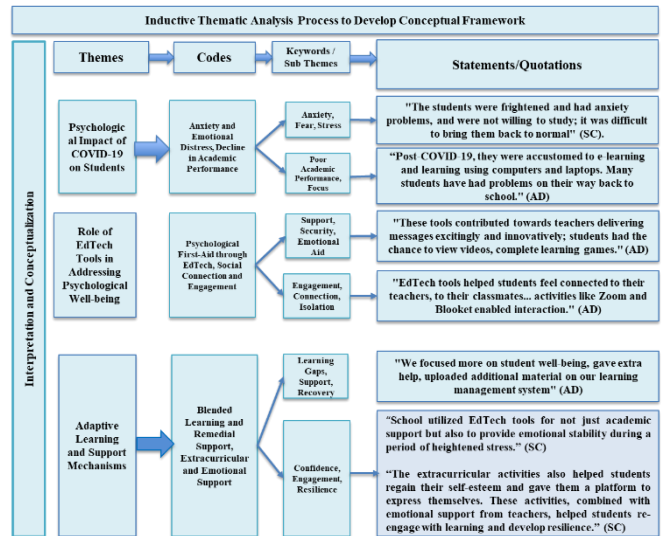 Inductive Thematic Analysis Process to Develop Conceptual Framework
Interpretation and Conceptualization
Themes
Codes
Keywords /
Sub Themes
Statements/Quotations
Psychologic
al Impact of
COVID-19
on Students
Anxiety and
Emotional
Distress, Decline
in Academic
Performance
Anxiety,
Fear, Stress
"The students were frightened and had anxiety
problems, and were not willing to study; it was difficult
to bring them back to normal" (SC).
Poor
Academic
Performance,
Focus
“Post-COVID-19, they were accustomed to e-learning
and learning using computers and laptops. Many
students have had problems on their way back to
school." (AD)
Role of
EdTech
Tools in
Addressing
Psychological
Well-being
Psychological
First-Aid through
EdTech, Social
Connection and
Engagement
Support,
Security,
Emotional
Aid
"These tools contributed towards teachers delivering
messages excitingly and innovatively; students had the
chance to view videos, complete learning games." (AD)
Engagement,
Connection,
Isolation
"EdTech tools helped students feel connected to their
teachers, to their classmates... activities like Zoom and
Blooket enabled interaction." (AD)
Adaptive
Learning
and Support
Mechanisms
Blended
Learning and
Remedial
Support,
Extracurricular
and Emotional
Support
Learning
Gaps,
Support,
Recovery
"We focused more on student well-being, gave extra
help, uploaded additional material on our learning
management system" (AD)
Confidence,
Engagement,
Resilience
“School utilized EdTech tools for not just academic
support but also to provide emotional stability during a
period of heightened stress.” (SC)
“The extracurricular activities also helped students
regain their self-esteem and gave them a platform to
express themselves. These activities, combined with
emotional support from teachers, helped students re-
engage with learning and develop resilience.” (SC)